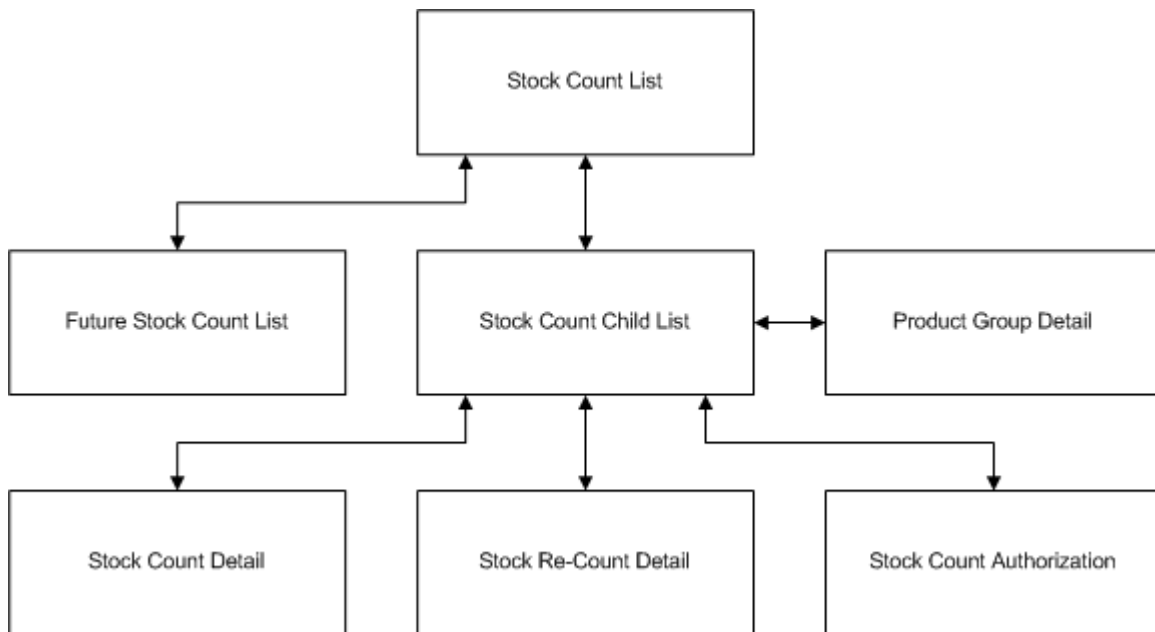 Stock Count List
Future Stock Count List
Stock Count Child List
Product Group Detail
Stock Count Detail
Stock Re-Count Detail
Stock Count Authorization